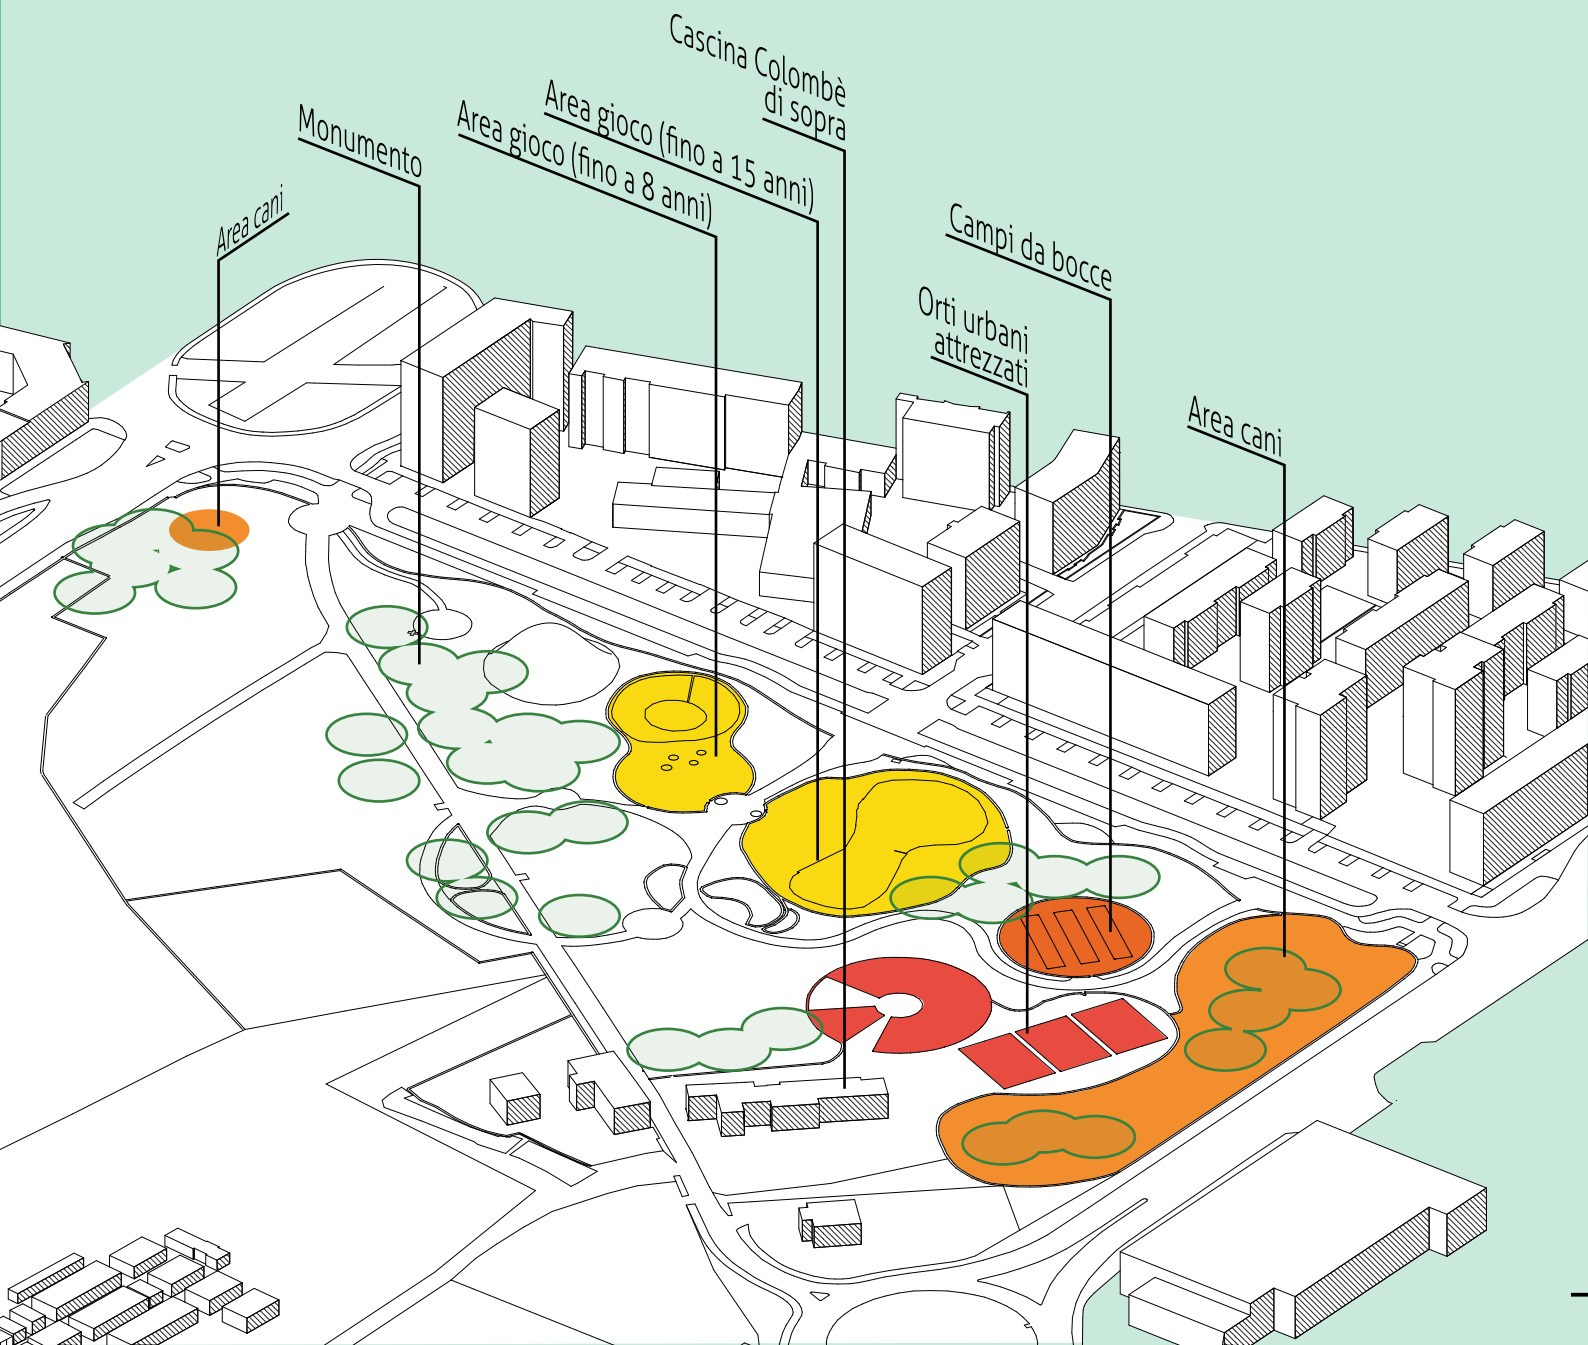 Cascina Colombè
di sopra
Area gioco (fino a 15 anni)
Area gioco (fino a 8 anni)
Monumento
Area cani
Campi da bocce
Orti urbani
attrezzati
Area cani